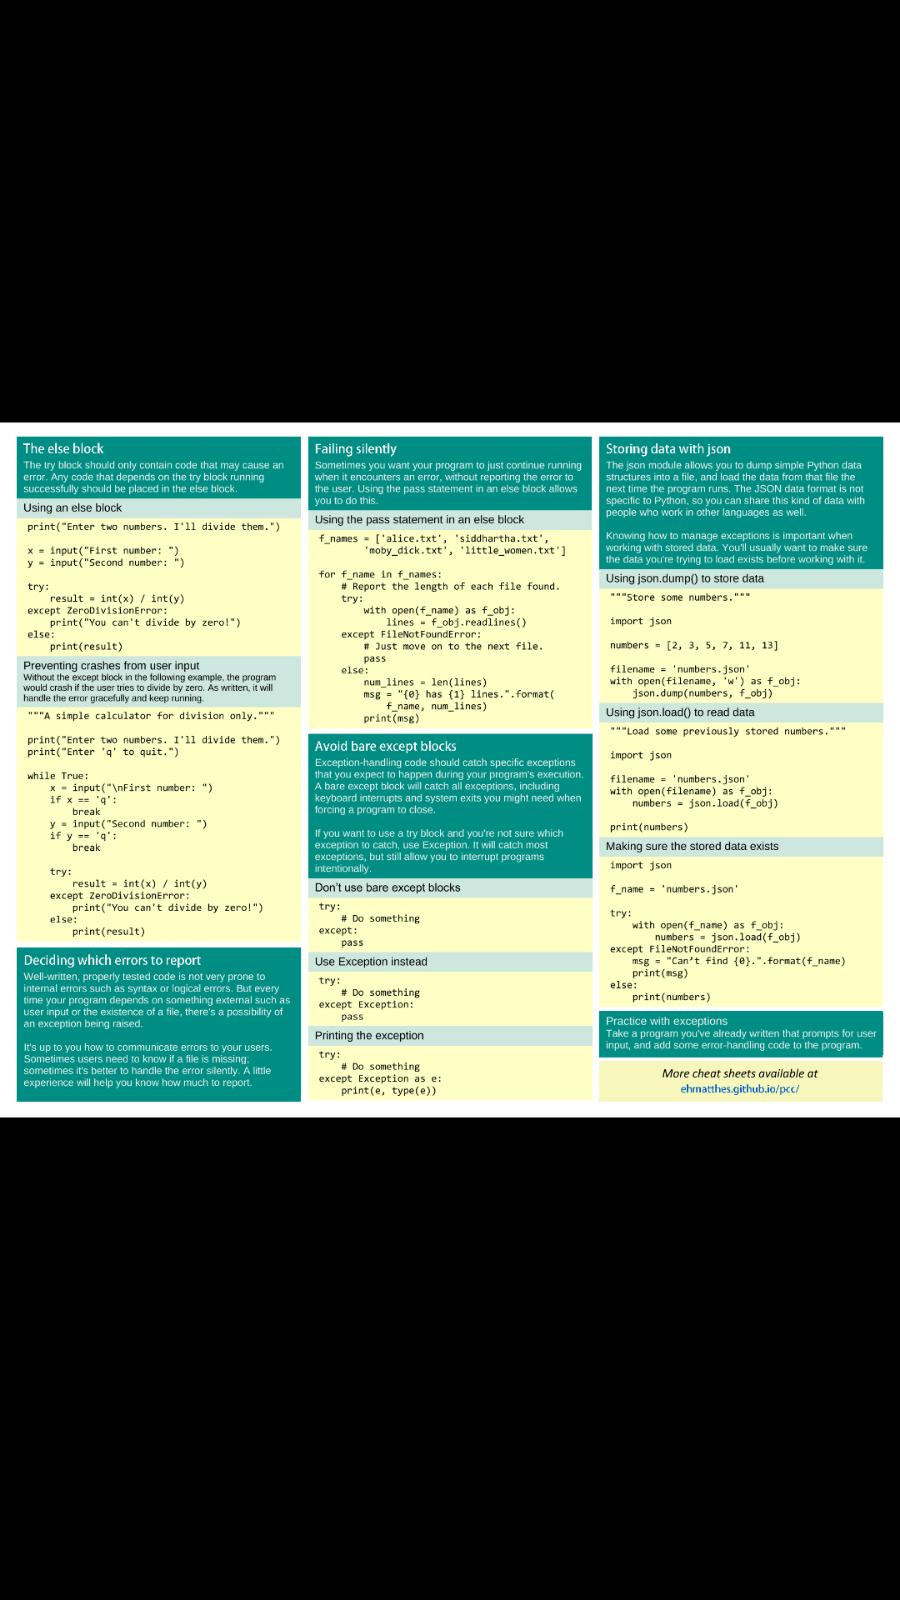 The else block
The try block should only contain code that may cause an
error. Any code that depends on the try block running
successfully should be placed in the else block.
Using an else block
print("Enter two numbers. I'll divide them.")
x = input("First number: ")
y = input("Second number: ")
try:
    result = int(x) / int(y)
except ZeroDivisionError:
    print("You can't divide by zero!")
else:
    print(result)
Preventing crashes from user input
Without the except block in the following example, the program
would crash if the user tries to divide by zero. As written, it will
handle the error gracefully and keep running.
"""A simple calculator for division only."""
print("Enter two numbers. I'll divide them.")
print("Enter 'q' to quit.")
while True:
    x = input("\nFirst number: ")
    if x == 'q':
        break
    y = input("Second number: ")
    if y == 'q':
        break
    try:
        result = int(x) / int(y)
    except ZeroDivisionError:
        print("You can't divide by zero!")
    else:
        print(result)
Deciding which errors to report
Well-written, properly tested code is not very prone to
internal errors such as syntax or logical errors. But every
time your program depends on something external such as
user input or the existence of a file, there's a possibility of
an exception being raised.
It's up to you how to communicate errors to your users.
Sometimes users need to know if a file is missing;
sometimes it's better to handle the error silently. A little
experience will help you know how much to report.
Failing silently
Sometimes you want your program to just continue running
when it encounters an error, without reporting the error to
the user. Using the pass statement in an else block allows
you to do this.
Using the pass statement in an else block
f_names = ['alice.txt', 'siddhartha.txt',
        'moby_dick.txt', 'little_women.txt']
for f_name in f_names:
    # Report the length of each file found.
    try:
        with open(f_name) as f_obj:
            lines = f_obj.readlines()
    except FileNotFoundError:
        # Just move on to the next file.
        pass
    else:
        num_lines = len(lines)
        msg = "{0} has {1} lines.".format(
            f_name, num_lines)
        print(msg)
Avoid bare except blocks
Exception-handling code should catch specific exceptions
that you expect to happen during your program's execution.
A bare except block will catch all exceptions, including
keyboard interrupts and system exits you might need when
forcing a program to close.
If you want to use a try block and you're not sure which
exception to catch, use Exception. It will catch most
exceptions, but still allow you to interrupt programs
intentionally.
Don't use bare except blocks
try:
    # Do something
except:
    pass
Use Exception instead
try:
    # Do something
except Exception:
    pass
Printing the exception
try:
    # Do something
except Exception as e:
    print(e, type(e))
Storing data with json
The json module allows you to dump simple Python data
structures into a file, and load the data from that file the
next time the program runs. The JSON data format is not
specific to Python, so you can share this kind of data with
people who work in other languages as well.
Knowing how to manage exceptions is important when
working with stored data. You'll usually want to make sure
the data you're trying to load exists before working with it.
Using json.dump() to store data
"""Store some numbers."""
import json
numbers = [2, 3, 5, 7, 11, 13]
filename = 'numbers.json'
with open(filename, 'w') as f_obj:
    json.dump(numbers, f_obj)
Using json.load() to read data
"""Load some previously stored numbers."""
import json
filename = 'numbers.json'
with open(filename) as f_obj:
    numbers = json.load(f_obj)
print(numbers)
Making sure the stored data exists
import json
f_name = 'numbers.json'
try:
    with open(f_name) as f_obj:
        numbers = json.load(f_obj)
except FileNotFoundError:
    msg = "Can’t find {0}.".format(f_name)
    print(msg)
else:
    print(numbers)
Practice with exceptions
Take a program you've already written that prompts for user
input, and add some error-handling code to the program.
More cheat sheets available at
ehmatthes.github.io/pcc/